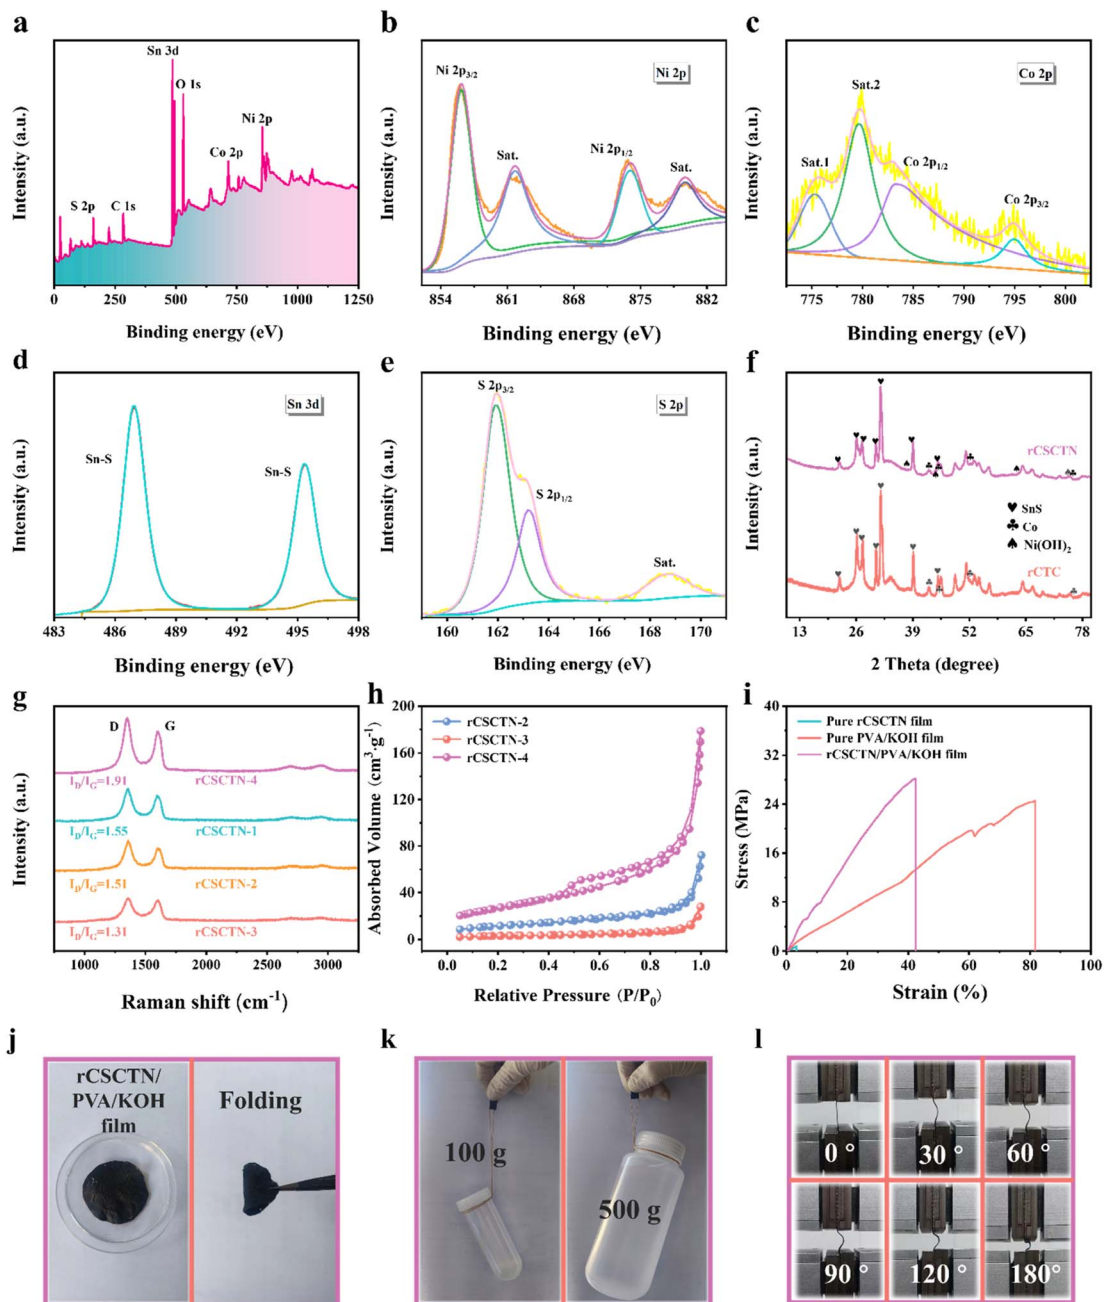 a
Sn 3d
O 1s
Ni 2p
Co 2p
S 2p
C 1s
Intensity (a.u.)
0 250 500 750 1000 1250
Binding energy (eV)
b
Ni 2p3/2
Ni 2p
Sat.
Ni 2p1/2
Sat.
Intensity (a.u.)
854 861 868 875 882
Binding energy (eV)
c
Co 2p
Sat.2
Sat.1
Co 2p1/2
Co 2p3/2
Intensity (a.u.)
775 780 785 790 795 800
Binding energy (eV)
d
Sn 3d
Sn-S
Sn-S
Intensity (a.u.)
483 486 489 492 495 498
Binding energy (eV)
e
S 2p3/2
S 2p
S 2p1/2
Sat.
Intensity (a.u.)
160 162 164 166 168 170
Binding energy (eV)
f
rCSCTN
♥ SnS
♣ Co
♠ Ni(OH)2
rCTC
Intensity (a.u.)
13 26 39 52 65 78
2 Theta (degree)
g
D G
ID/IG=1.91 rCSCTN-4
ID/IG=1.55 rCSCTN-1
ID/IG=1.51 rCSCTN-2
ID/IG=1.31 rCSCTN-3
Intensity (a.u.)
1000 1500 2000 2500 3000
Raman shift (cm-1)
h
rCSCTN-2
rCSCTN-3
rCSCTN-4
Absorbed Volume (cm3·g-1)
200
160
120
80
40
0
0.0 0.2 0.4 0.6 0.8 1.0
Relative Pressure (P/P0)
i
Pure rCSCTN film
Pure PVA/KOH film
rCSCTN/PVA/KOH film
Stress (MPa)
48
36
24
12
0
0 20 40 60 80 100
Strain (%)
j
rCSCTN/
PVA/KOH
film
Folding
k
100 g
500 g
l
0 °
30 °
60 °
90 °
120 °
180°